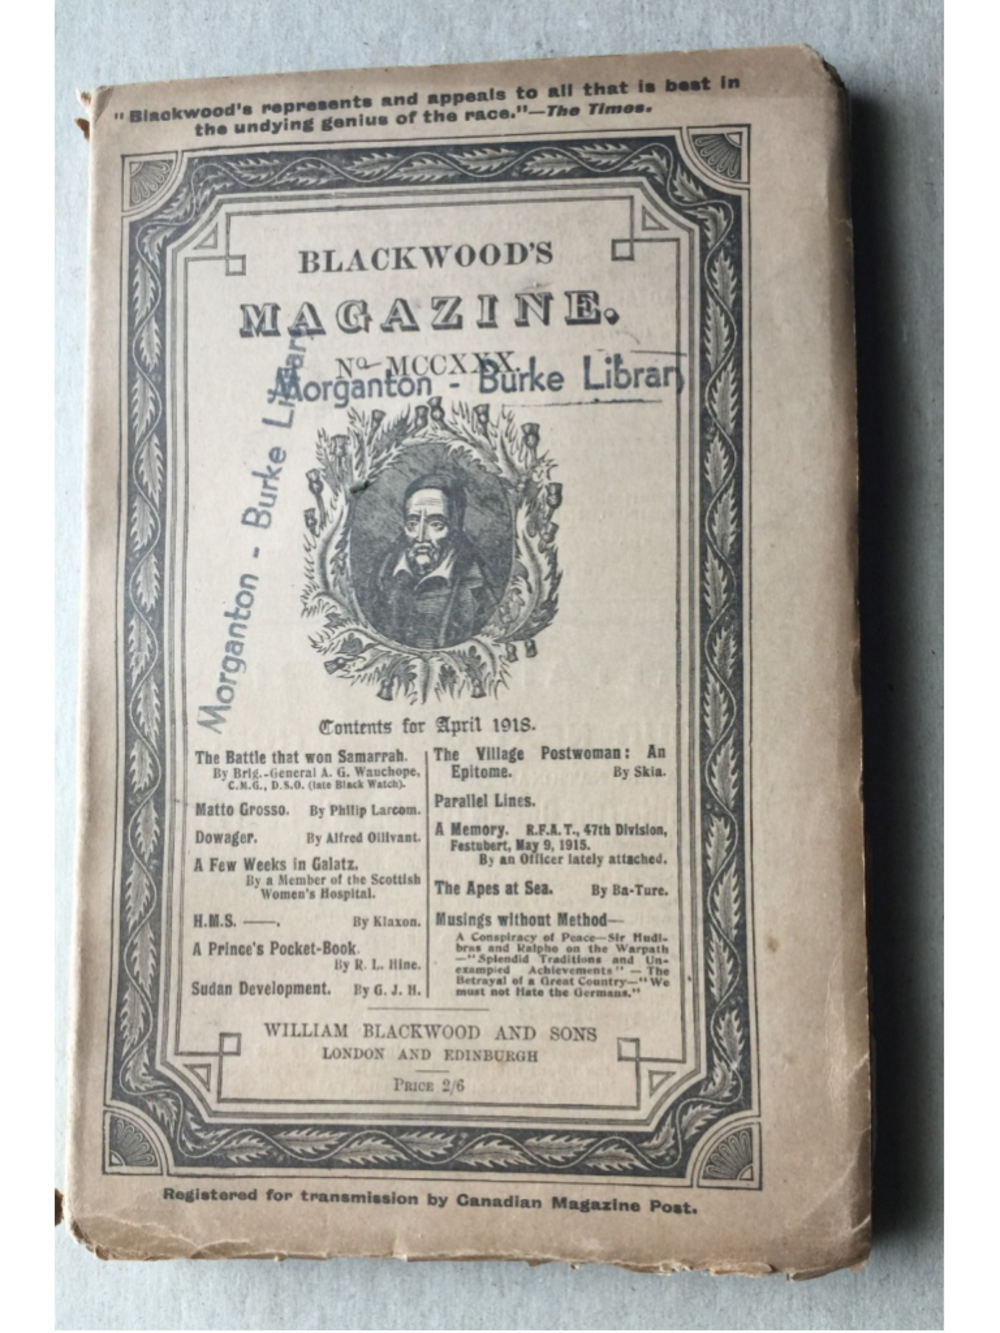 "Blackwood's represents and appeals to all that is best in
the undying genius of the race."—The Times.
BLACKWOOD'S
MAGAZINE.
No. MCCXXX.
Morganton - Burke Library
Morganton - Burke Library
Contents for April 1918.
The Battle that won Samarrah.
By Brig.-General A. G. Wauchope,
C.M.G., D.S.O. (late Black Watch).
Matto Grosso. By Philip Larcom.
Dowager. By Alfred Ollivant.
A Few Weeks in Galatz.
By a Member of the Scottish
Women's Hospital.
H.M.S. ——. By Klaxon.
A Prince's Pocket-Book.
By R. L. Hine.
Sudan Development. By G. J. H.
The Village Postwoman: An
Epitome. By Skia.
Parallel Lines.
A Memory. R.F.A.T., 47th Division,
Festubert, May 9, 1915.
By an Officer lately attached.
The Apes at Sea. By Ba-Ture.
Musings without Method—
A Conspiracy of Peace—Sir Hudi-
bras and Ralpho on the Warpath
—"Splendid Traditions and Un-
exampled Achievements"—The
Betrayal of a Great Country—"We
must not Hate the Germans."
WILLIAM BLACKWOOD AND SONS
LONDON AND EDINBURGH
PRICE 2/6
Registered for transmission by Canadian Magazine Post.